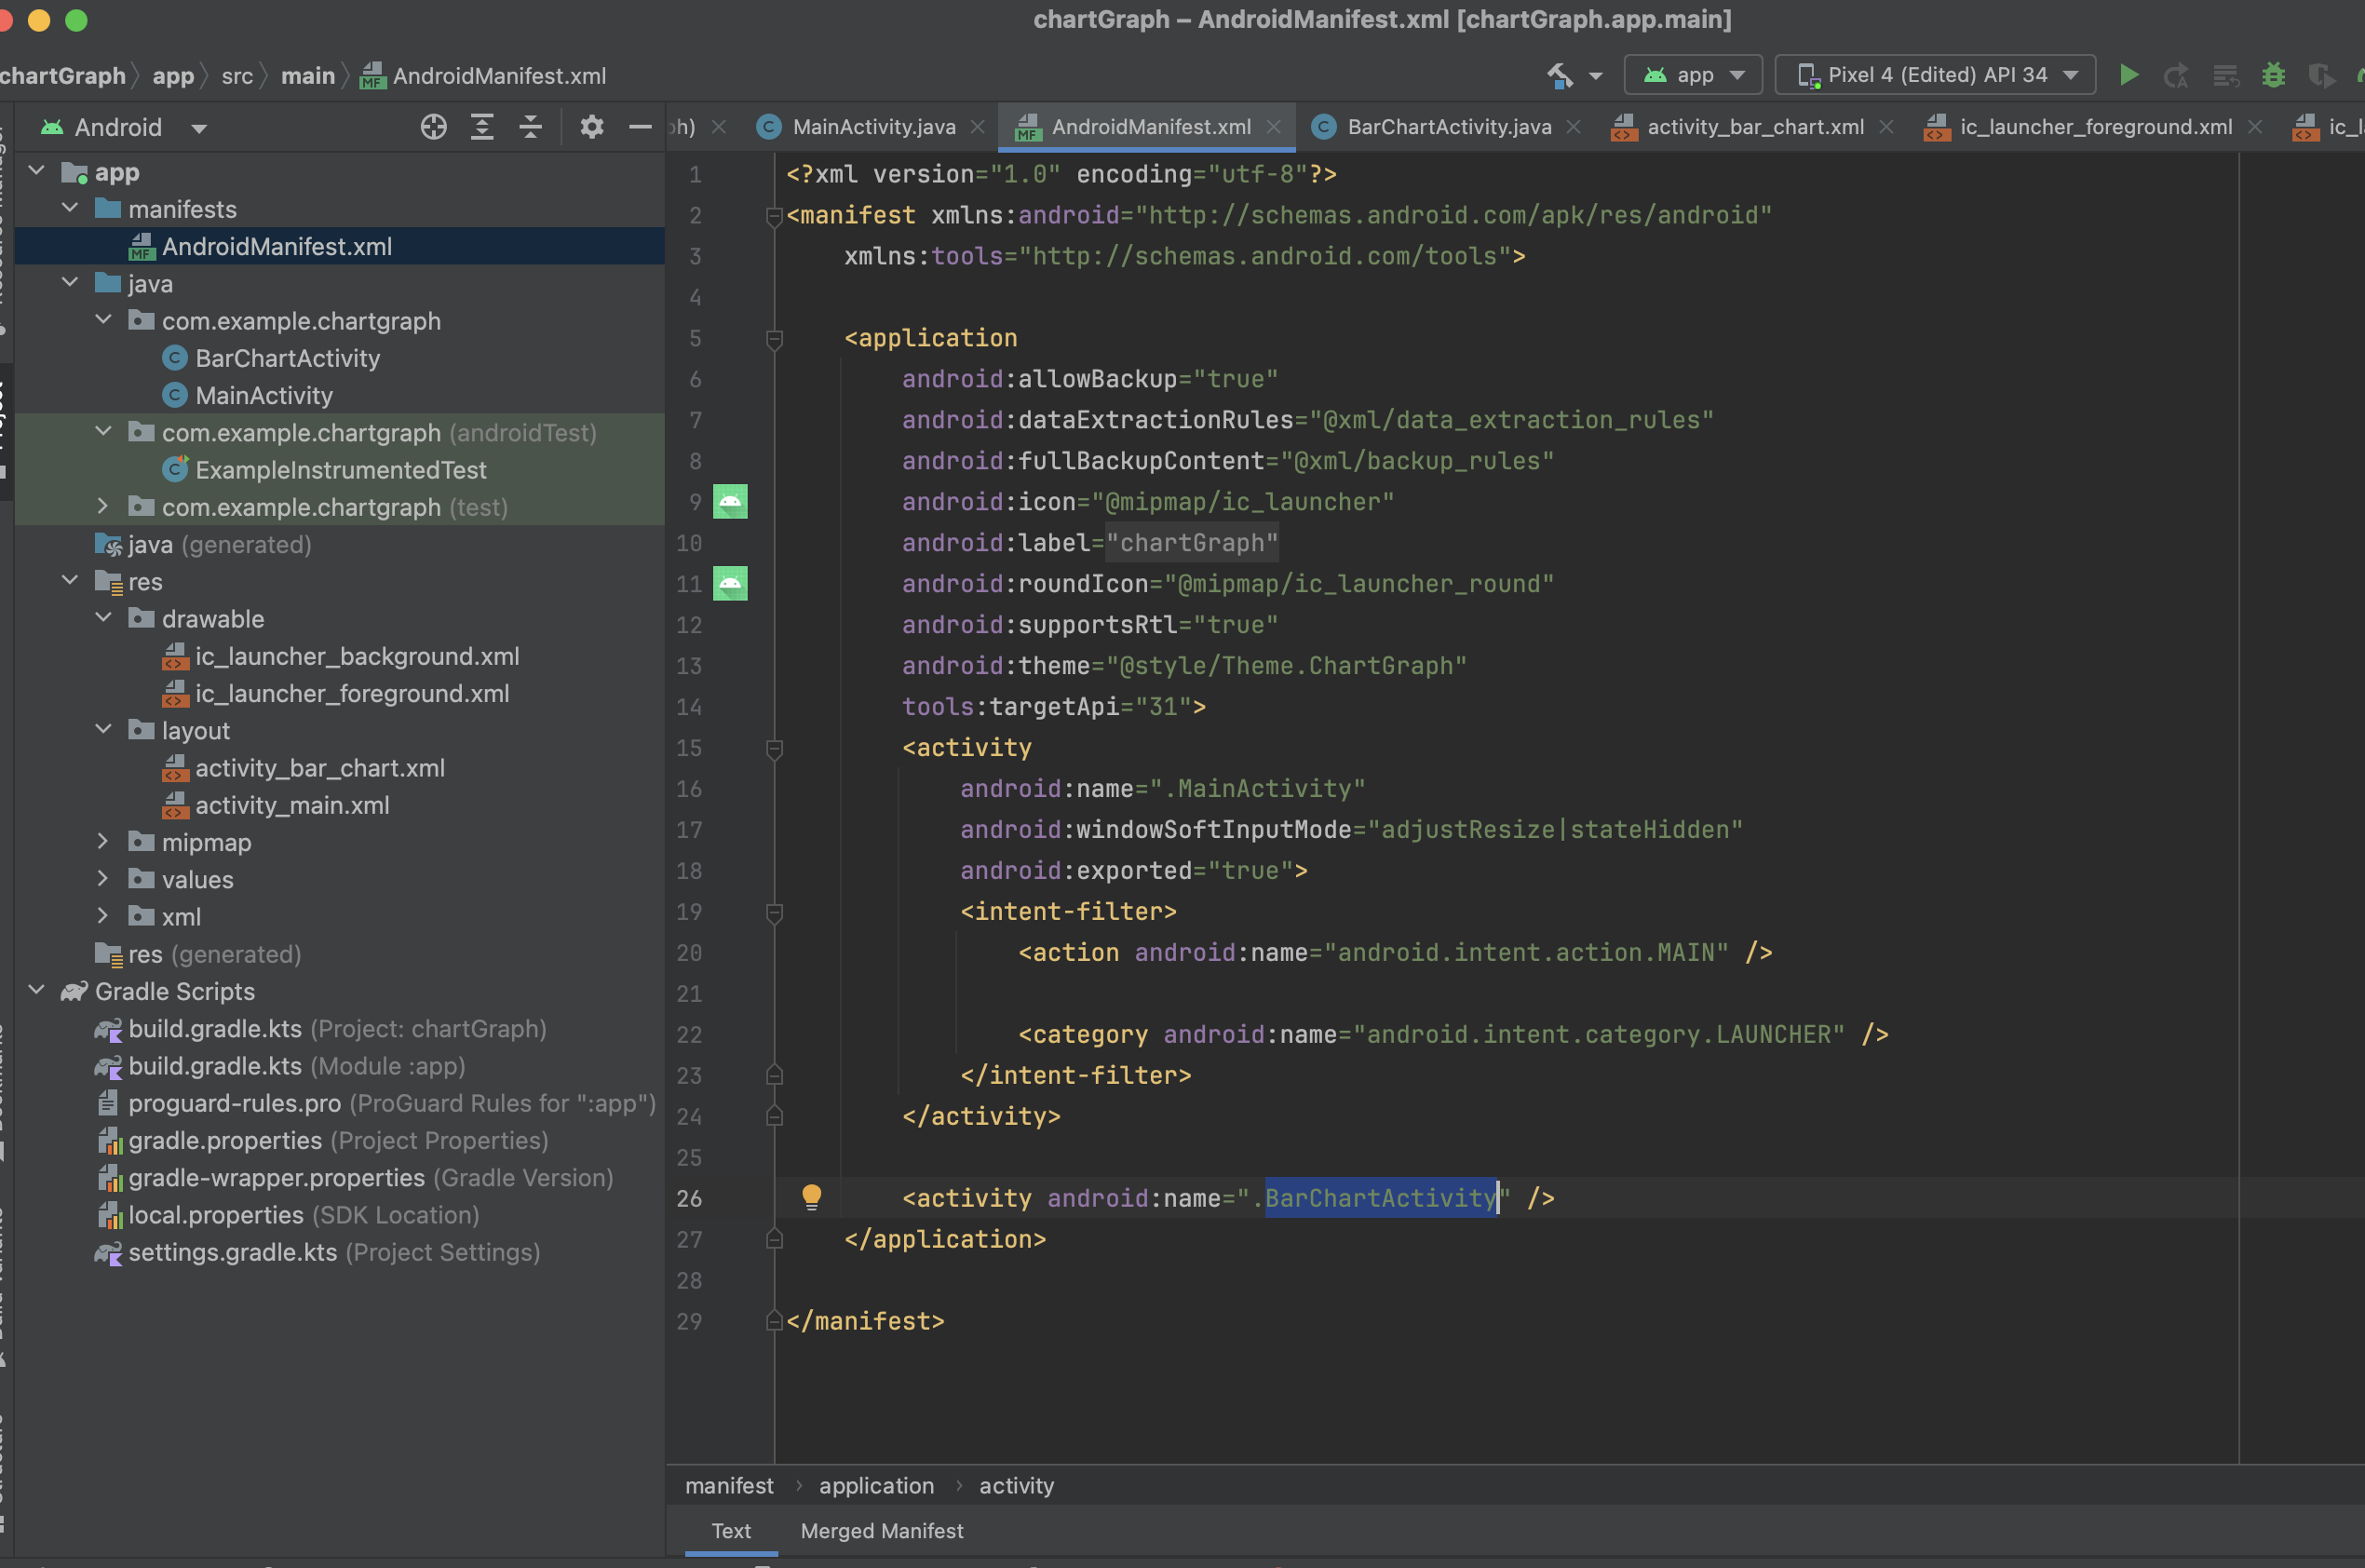 chartGraph – AndroidManifest.xml [chartGraph.app.main]
chartGraph app src main AndroidManifest.xml
app Pixel 4 (Edited) API 34
Android
ph) MainActivity.java AndroidManifest.xml BarChartActivity.java activity_bar_chart.xml ic_launcher_foreground.xml
app
manifests
AndroidManifest.xml
java
com.example.chartgraph
BarChartActivity
MainActivity
com.example.chartgraph (androidTest)
ExampleInstrumentedTest
com.example.chartgraph (test)
java (generated)
res
drawable
ic_launcher_background.xml
ic_launcher_foreground.xml
layout
activity_bar_chart.xml
activity_main.xml
mipmap
values
xml
res (generated)
Gradle Scripts
build.gradle.kts (Project: chartGraph)
build.gradle.kts (Module :app)
proguard-rules.pro (ProGuard Rules for ":app")
gradle.properties (Project Properties)
gradle-wrapper.properties (Gradle Version)
local.properties (SDK Location)
settings.gradle.kts (Project Settings)
1 <?xml version="1.0" encoding="utf-8"?>
2 <manifest xmlns:android="http://schemas.android.com/apk/res/android"
3 xmlns:tools="http://schemas.android.com/tools">
4
5 <application
6 android:allowBackup="true"
7 android:dataExtractionRules="@xml/data_extraction_rules"
8 android:fullBackupContent="@xml/backup_rules"
9 android:icon="@mipmap/ic_launcher"
10 android:label="chartGraph"
11 android:roundIcon="@mipmap/ic_launcher_round"
12 android:supportsRtl="true"
13 android:theme="@style/Theme.ChartGraph"
14 tools:targetApi="31">
15 <activity
16 android:name=".MainActivity"
17 android:windowSoftInputMode="adjustResize|stateHidden"
18 android:exported="true">
19 <intent-filter>
20 <action android:name="android.intent.action.MAIN" />
21
22 <category android:name="android.intent.category.LAUNCHER" />
23 </intent-filter>
24 </activity>
25
26 <activity android:name=".BarChartActivity" />
27 </application>
28
29 </manifest>
manifest › application › activity
Text Merged Manifest